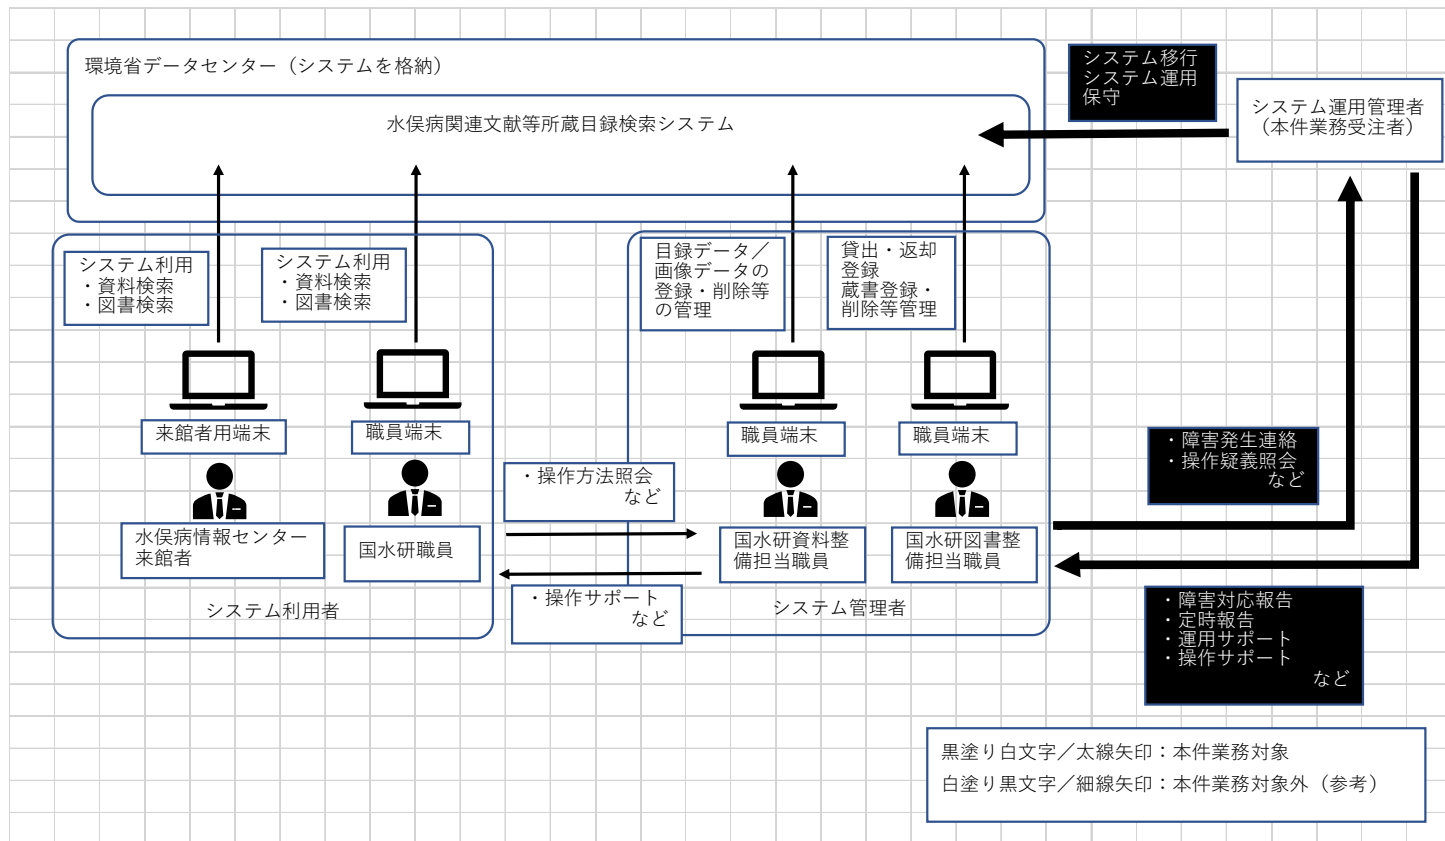 環境省データセンター（システムを格納）
水俣病関連文献等所蔵目録検索システム
システム移行
システム運用
保守
システム運用管理者
（本件業務受注者）
システム利用
・資料検索
・図書検索
システム利用
・資料検索
・図書検索
目録データ／
画像データの
登録・削除等
の管理
貸出・返却
登録
蔵書登録・
削除等管理
来館者用端末
職員端末
職員端末
職員端末
・操作方法照会
など
・障害発生連絡
・操作疑義照会
など
水俣病情報センター
来館者
国水研職員
国水研資料整
備担当職員
国水研図書整
備担当職員
・操作サポート
など
システム利用者
システム管理者
・障害対応報告
・定時報告
・運用サポート
・操作サポート
など
黒塗り白文字／太線矢印：本件業務対象
白塗り黒文字／細線矢印：本件業務対象外（参考）